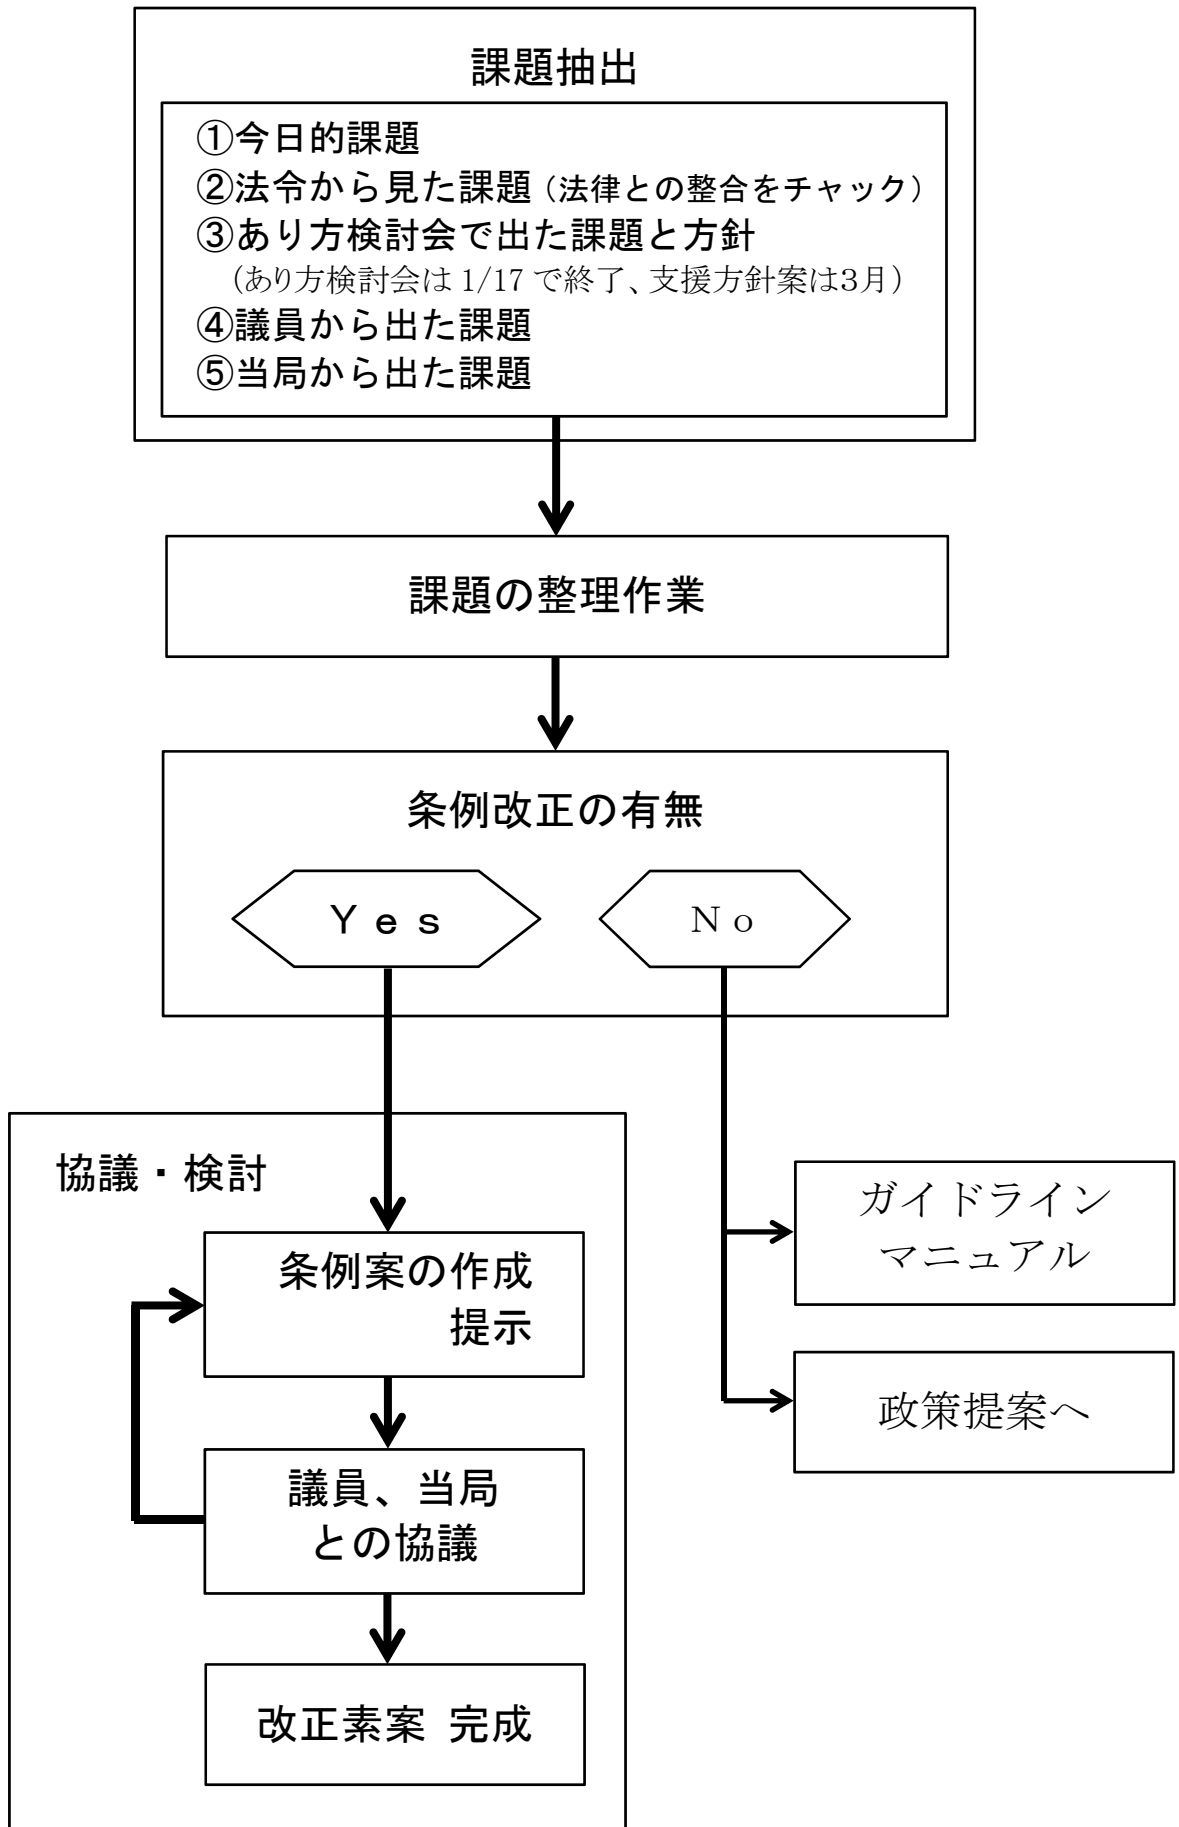 課題抽出
①今日的課題
②法令から見た課題（法律との整合をチャック）
③あり方検討会で出た課題と方針
（あり方検討会は 1/17 で終了、支援方針案は３月）
④議員から出た課題
⑤当局から出た課題
課題の整理作業
条例改正の有無
Ｙｅｓ
Ｎｏ
協議・検討
条例案の作成
提示
議員、当局
との協議
改正素案 完成
ガイドライン
マニュアル
政策提案へ